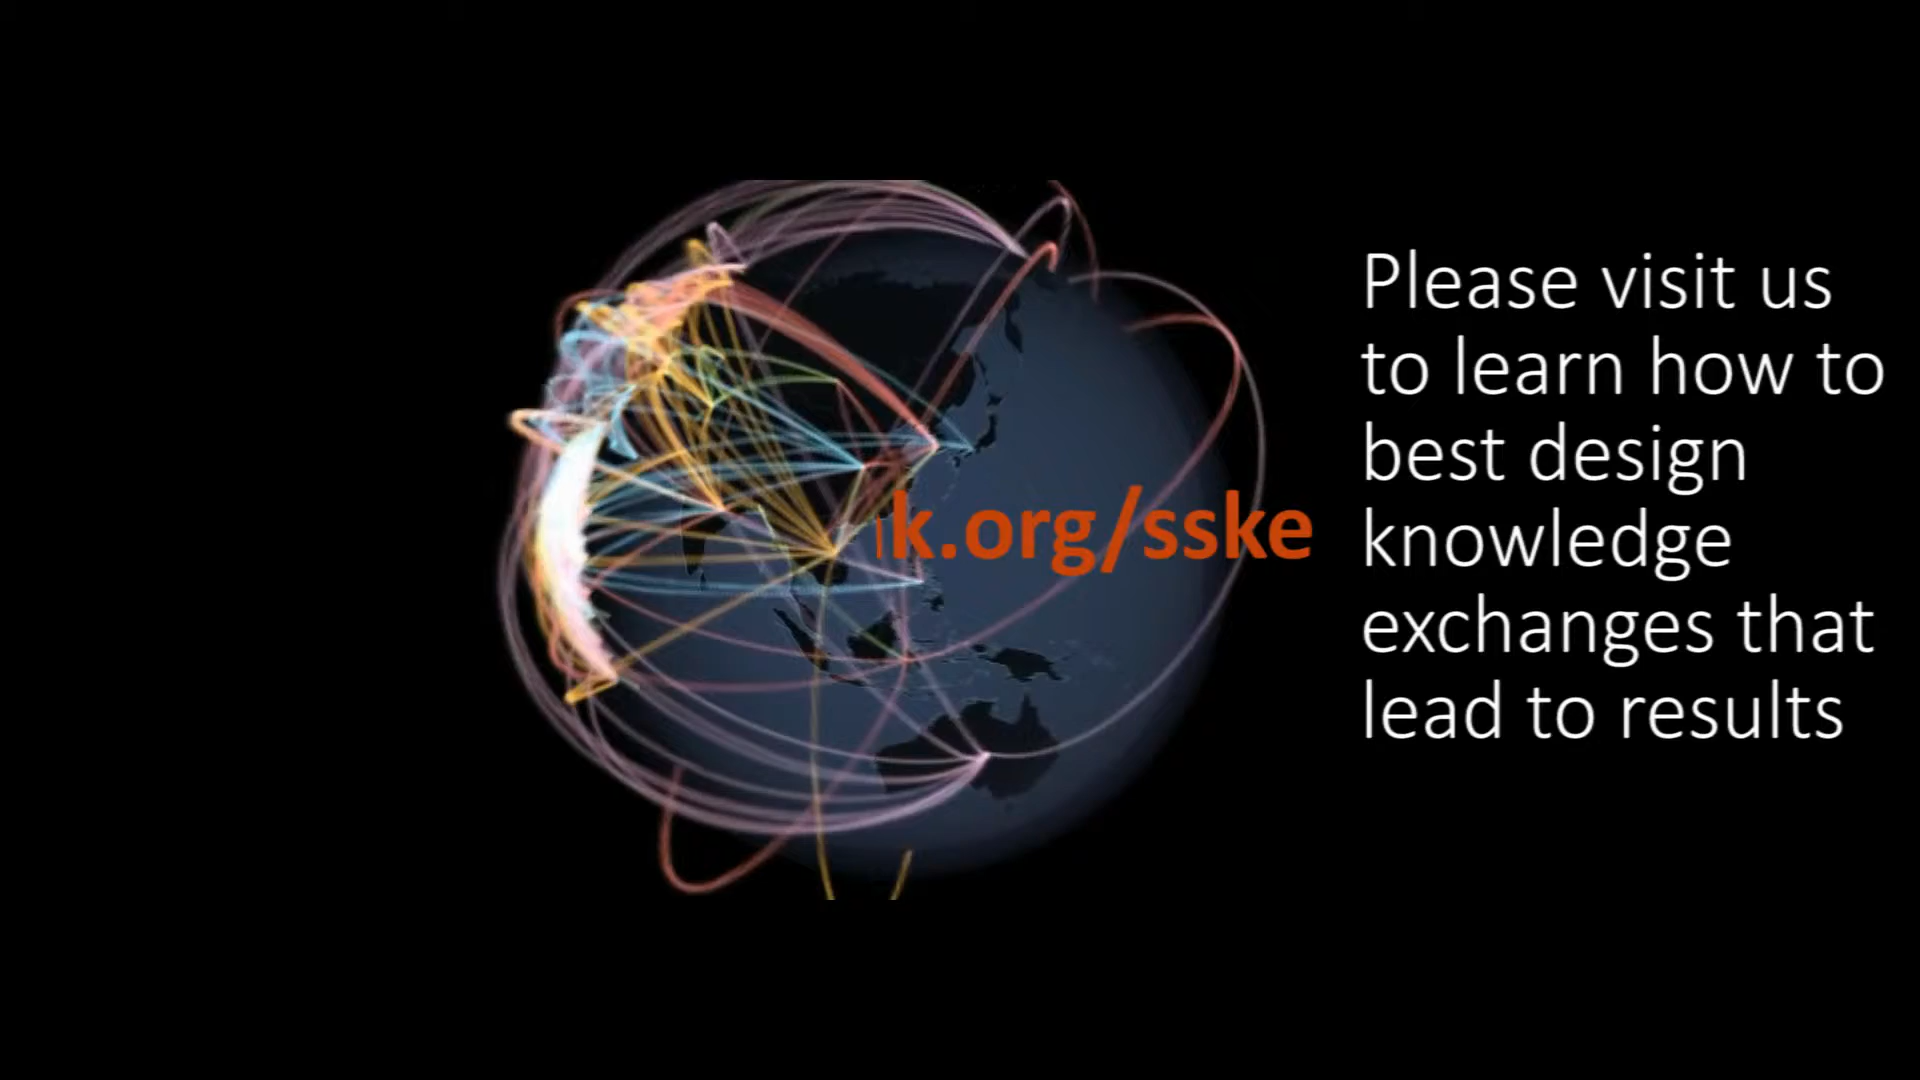 k.org/sske
Please visit us
to learn how to
best design
knowledge
exchanges that
lead to results